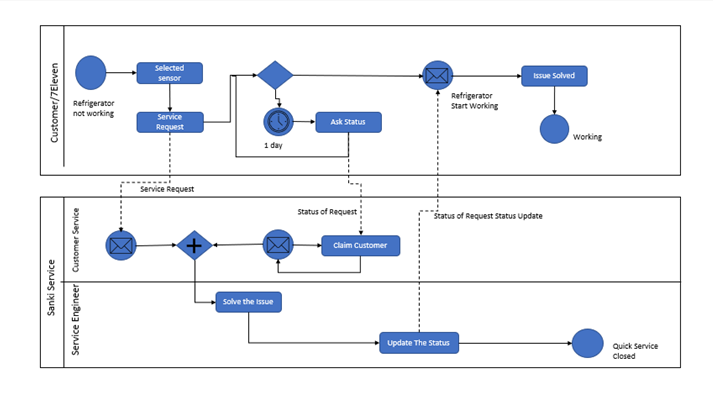 Customer/7Eleven
Refrigerator
not working
Selected
sensor
Service
Request
1 day
Ask Status
Refrigerator
Start Working
Issue Solved
Working
Service Request
Status of Request
Status of Request Status Update
Sanki Service
Customer Service
Claim Customer
Service Engineer
Solve the Issue
Update The Status
Quick Service
Closed